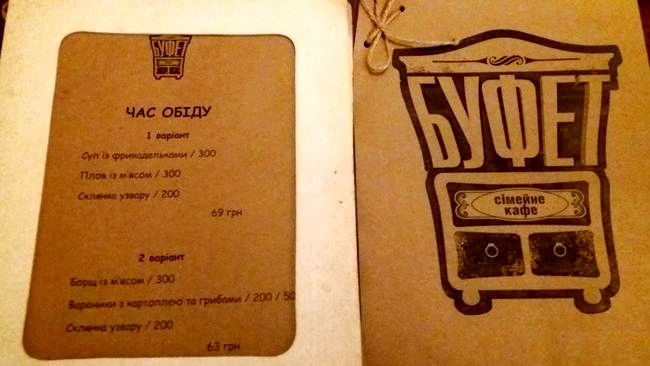 БУФЕТ
ЧАС ОБІДУ
1 варіант
Суп із фрикадельками / 300
Плов із м'ясом / 300
Склянка узвару / 200
69 грн
2 варіант
Борщ із м'ясом / 300
Вареники з картоплею та грибами / 200 / 50
Склянка узвару / 200
63 грн
БУФЕТ
сімейне
кафе